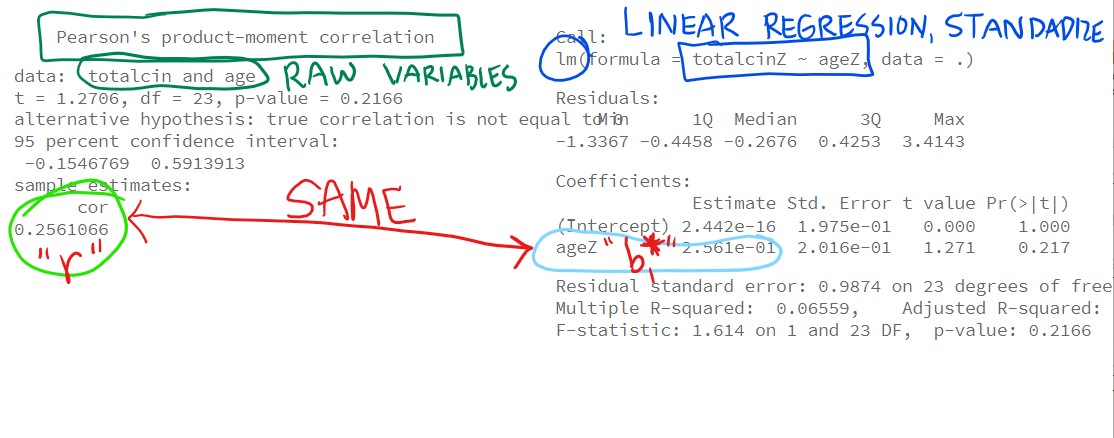 Pearson's product-moment correlation
data: totalcin and age RAW VARIABLES
t = 1.2706, df = 23, p-value = 0.2166
alternative hypothesis: true correlation is not equal to 0
95 percent confidence interval:
-0.1546769 0.5913913
sample estimates:
cor
0.2561066
"r"
SAME
LINEAR REGRESSION, STANDADIZE
Call:
lm(formula = totalcinZ ~ ageZ, data = .)
Residuals:
Min 1Q Median 3Q Max
-1.3367 -0.4458 -0.2676 0.4253 3.4143
Coefficients:
Estimate Std. Error t value Pr(>|t|)
(Intercept) 2.442e-16 1.975e-01 0.000 1.000
ageZ "b₁*" 2.561e-01 2.016e-01 1.271 0.217
Residual standard error: 0.9874 on 23 degrees of free
Multiple R-squared: 0.06559, Adjusted R-squared:
F-statistic: 1.614 on 1 and 23 DF, p-value: 0.2166